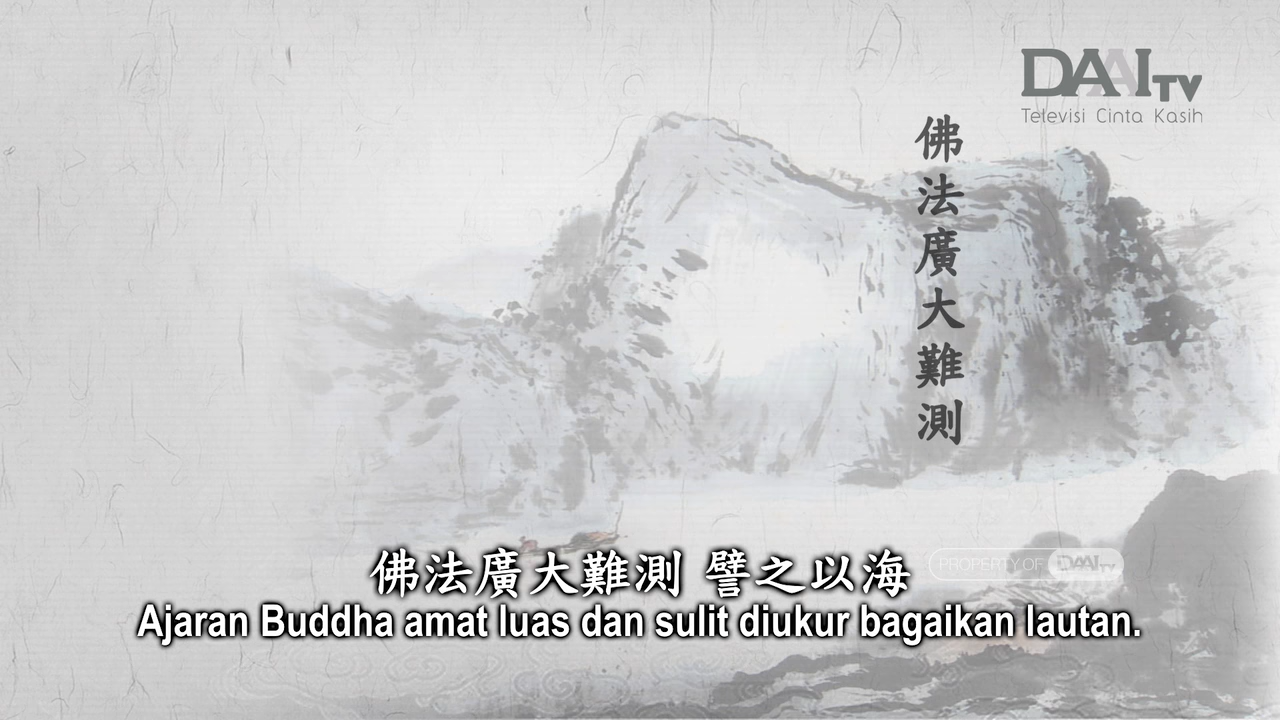 DAAI TV
Televisi Cinta Kasih
佛法廣大難測
PROPERTY OF DAAI TV
佛法廣大難測 譬之以海
Ajaran Buddha amat luas dan sulit diukur bagaikan lautan.